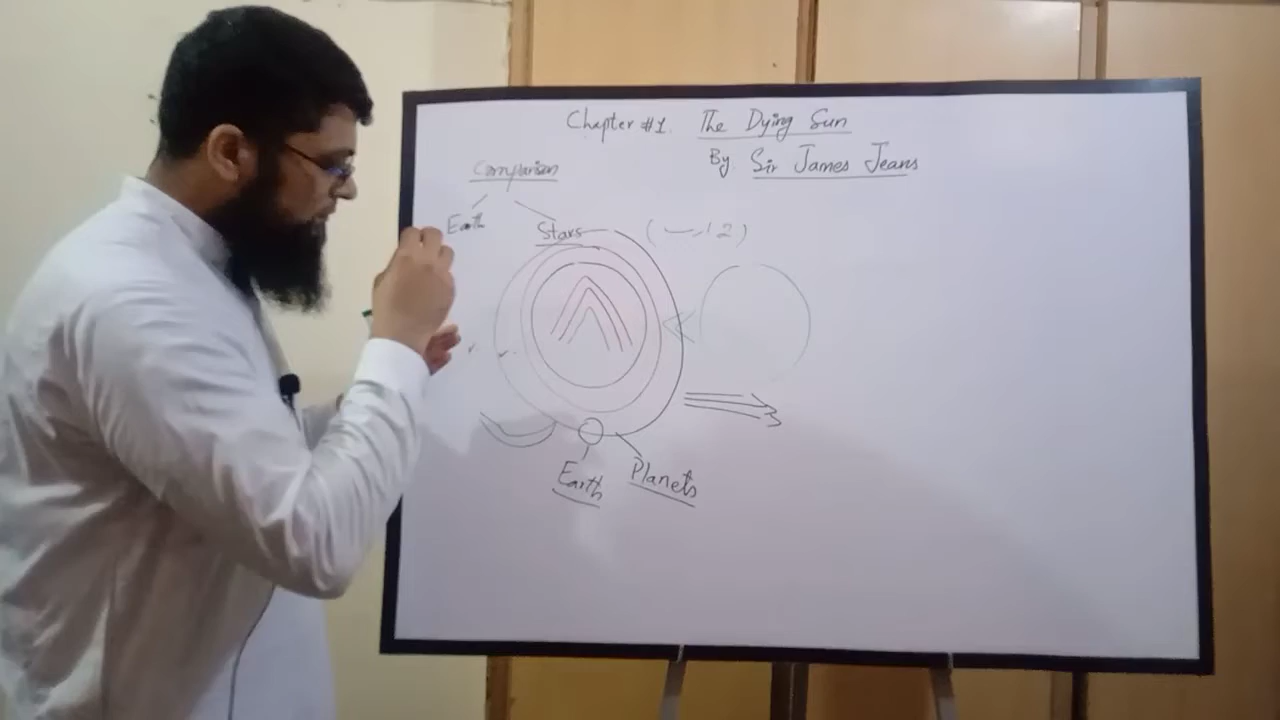 Chapter #1. The Dying Sun
By. Sir James Jeans
Comparison
Earth
Stars
Earth
Planets